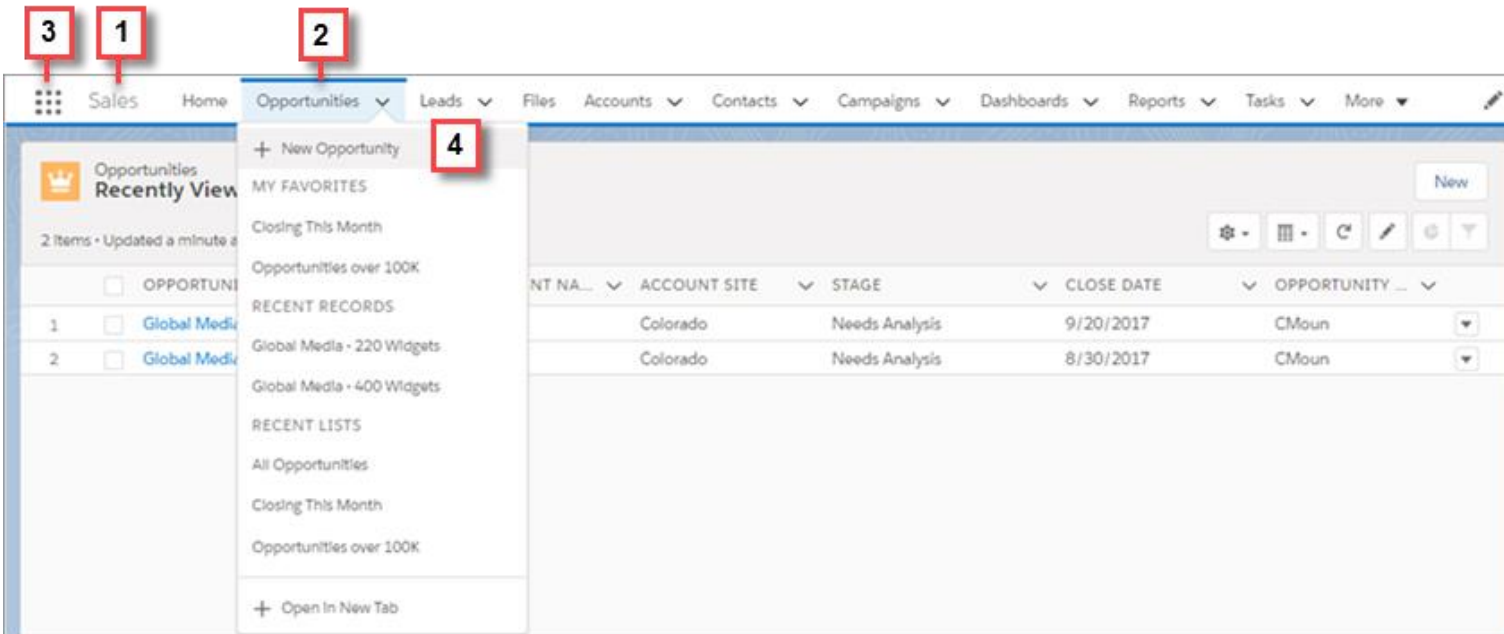 3 1 2
Sales Home Opportunities Leads Files Accounts Contacts Campaigns Dashboards Reports Tasks More
4
+ New Opportunity
Opportunities
Recently View
New
MY FAVORITES
Closing This Month
2 items • Updated a minute a
Opportunities over 100K
OPPORTUNI NT NA... ACCOUNT SITE STAGE CLOSE DATE OPPORTUNITY ...
RECENT RECORDS
1 Global Media Colorado Needs Analysis 9/20/2017 CMoun
Global Media - 220 Widgets
2 Global Media Colorado Needs Analysis 8/30/2017 CMoun
Global Media - 400 Widgets
RECENT LISTS
All Opportunities
Closing This Month
Opportunities over 100K
+ Open In New Tab